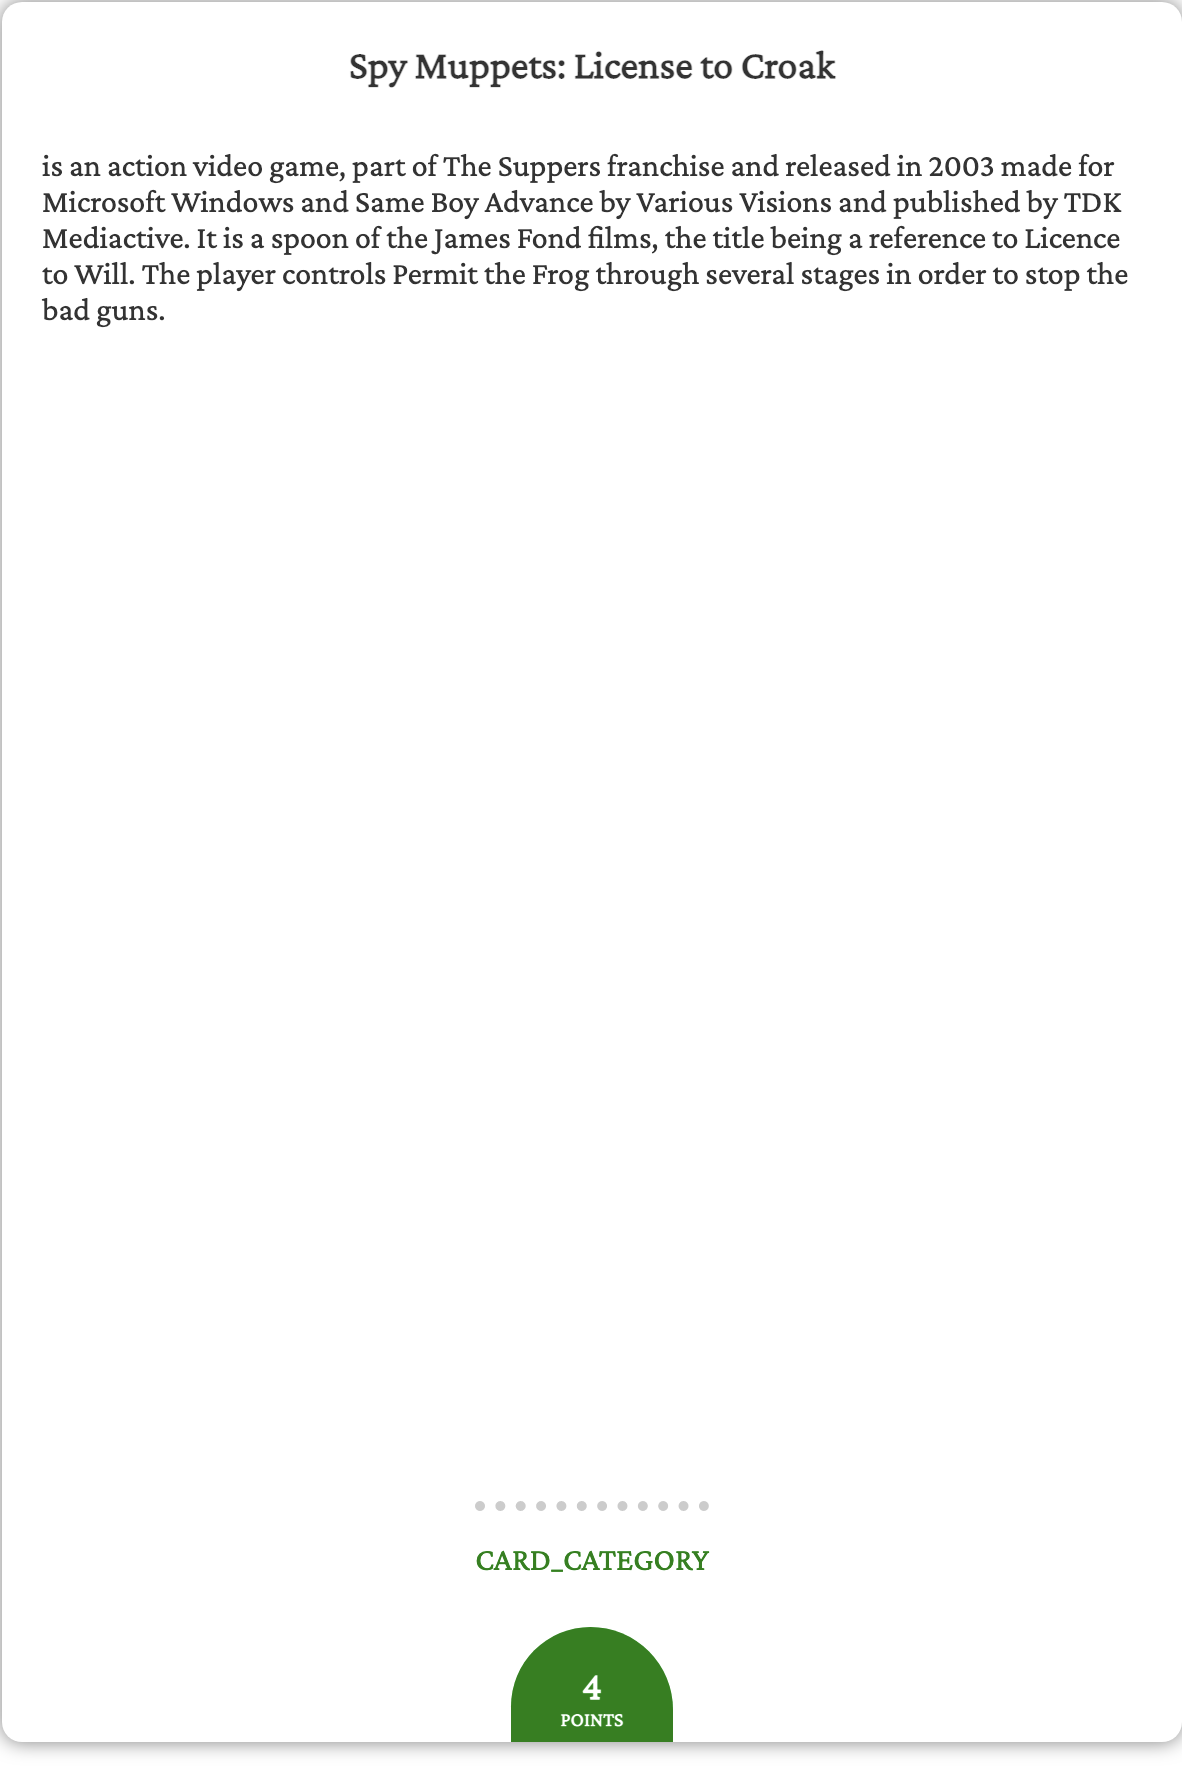 Spy Muppets: License to Croak
is an action video game, part of The Suppers franchise and released in 2003 made for
Microsoft Windows and Same Boy Advance by Various Visions and published by TDK
Mediactive. It is a spoon of the James Fond films, the title being a reference to Licence
to Will. The player controls Permit the Frog through several stages in order to stop the
bad guns.
CARD_CATEGORY
4
POINTS